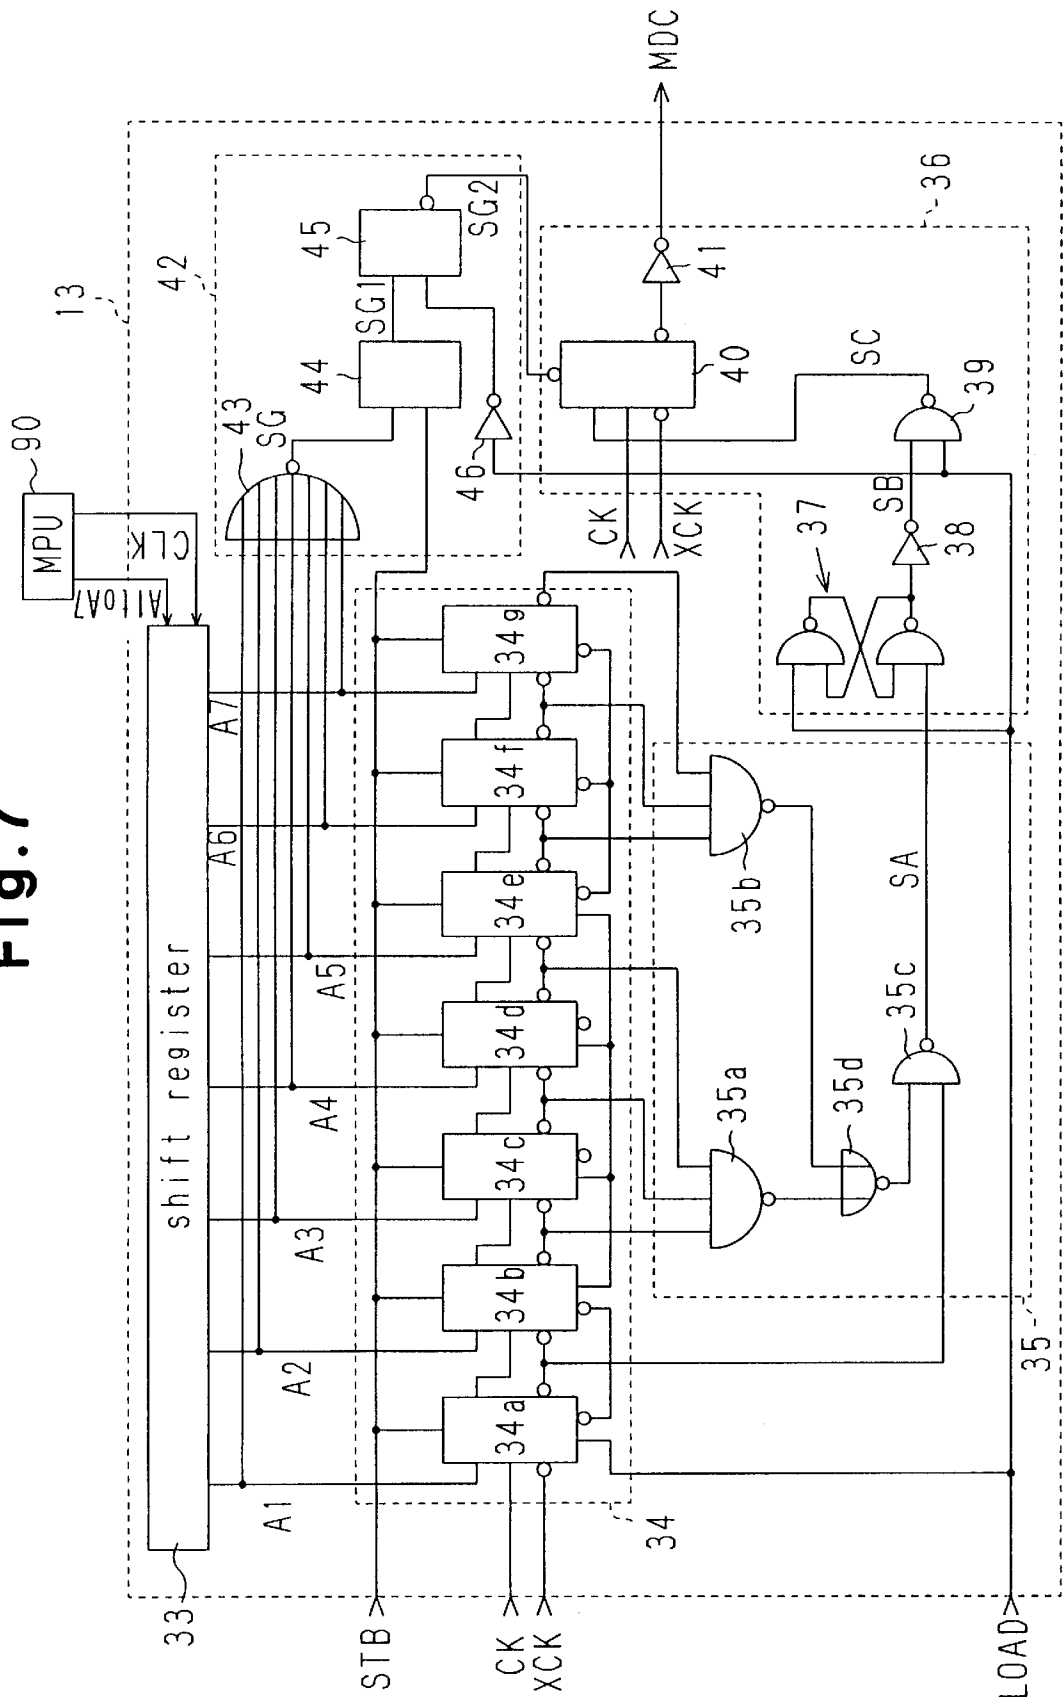 Fig.7
13
MPU
90
A1toA7
CLK
shift register
33
A1
A2
A3
A4
A5
A6
A7
42
43
SG
44
SG1
45
SG2
46
STB
CK
XCK
34a
34b
34c
34d
34e
34f
34g
34
CK
XCK
40
41
MDC
36
SC
39
SB
38
37
35a
35b
35c
35d
SA
35
LOAD